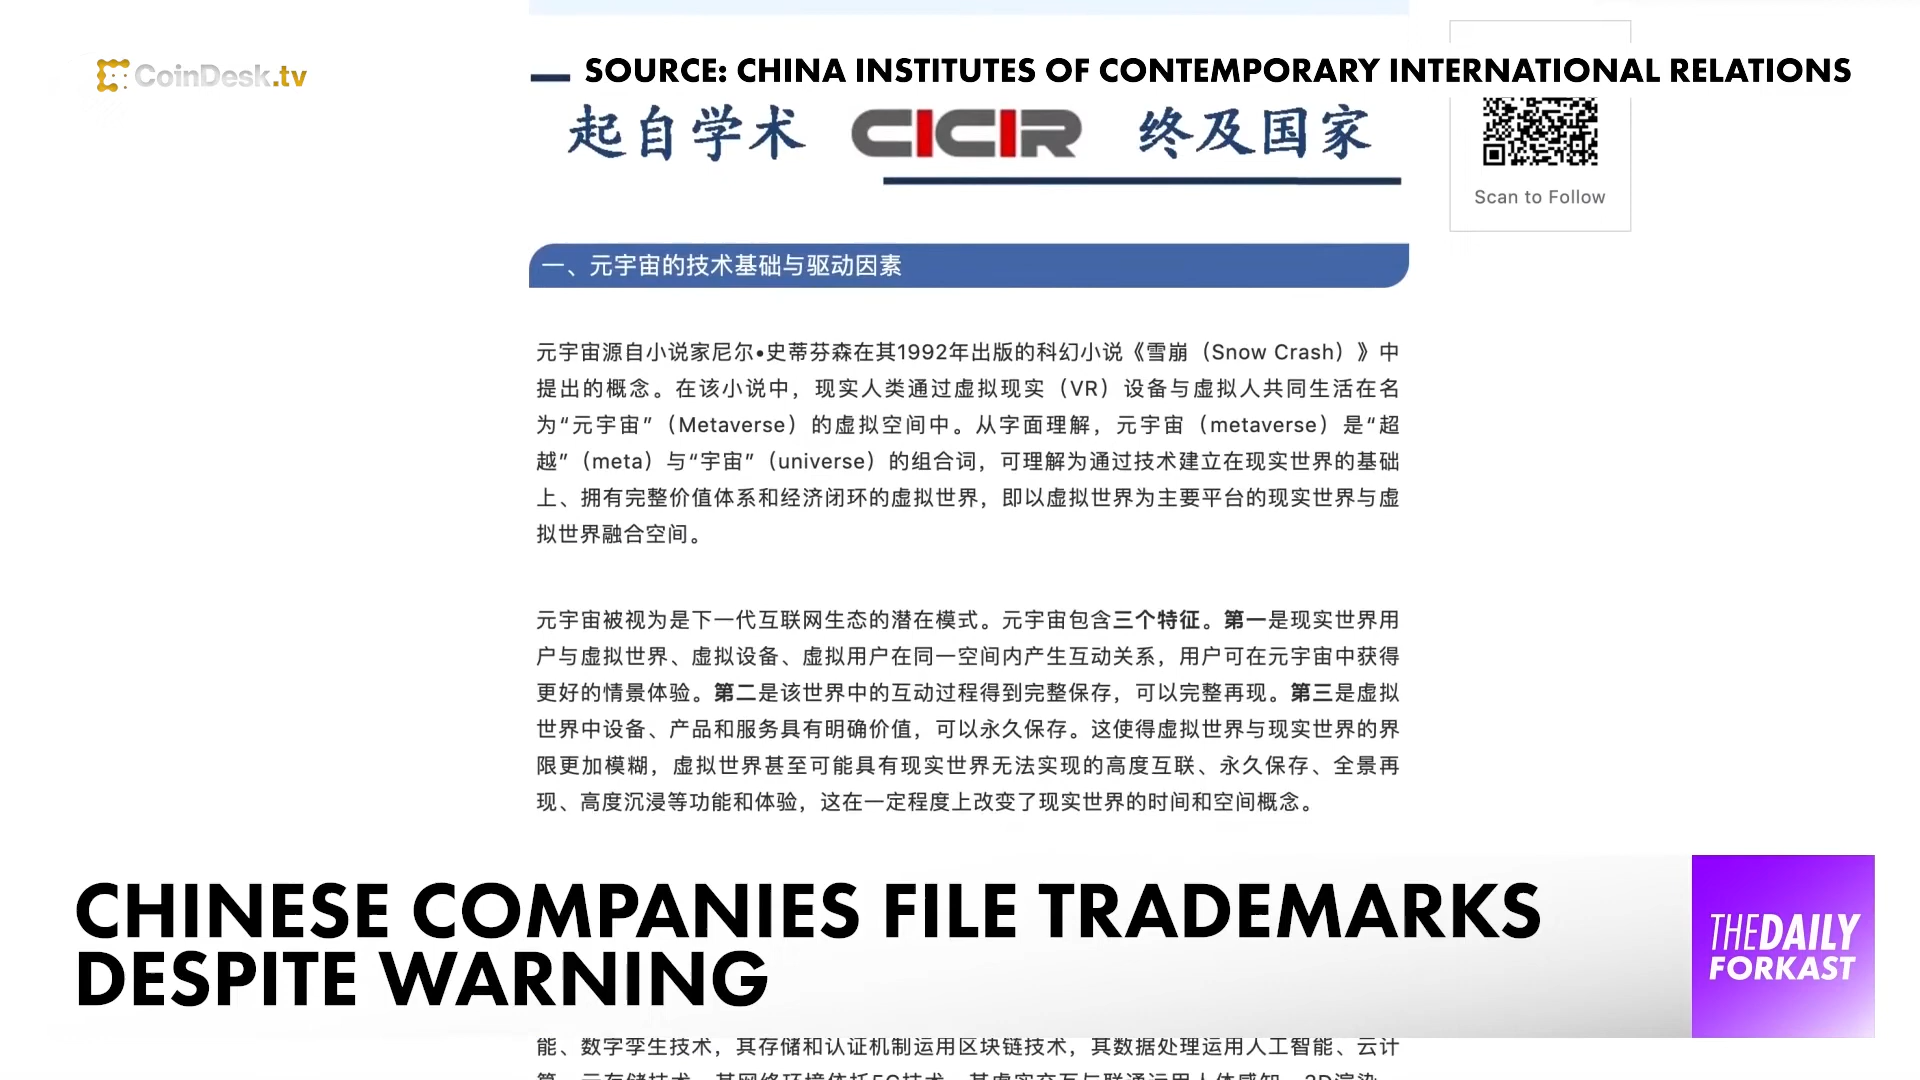 CoinDesk.tv
SOURCE: CHINA INSTITUTES OF CONTEMPORARY INTERNATIONAL RELATIONS
起自学术 CICIR 终及国家
Scan to Follow
一、元宇宙的技术基础与驱动因素
元宇宙源自小说家尼尔•史蒂芬森在其1992年出版的科幻小说《雪崩（Snow Crash）》中
提出的概念。在该小说中，现实人类通过虚拟现实（VR）设备与虚拟人共同生活在名
为“元宇宙”（Metaverse）的虚拟空间中。从字面理解，元宇宙（metaverse）是“超
越”（meta）与“宇宙”（universe）的组合词，可理解为通过技术建立在现实世界的基础
上、拥有完整价值体系和经济闭环的虚拟世界，即以虚拟世界为主要平台的现实世界与虚
拟世界融合空间。
元宇宙被视为是下一代互联网生态的潜在模式。元宇宙包含三个特征。第一是现实世界用
户与虚拟世界、虚拟设备、虚拟用户在同一空间内产生互动关系，用户可在元宇宙中获得
更好的情景体验。第二是该世界中的互动过程得到完整保存，可以完整再现。第三是虚拟
世界中设备、产品和服务具有明确价值，可以永久保存。这使得虚拟世界与现实世界的界
限更加模糊，虚拟世界甚至可能具有现实世界无法实现的高度互联、永久保存、全景再
现、高度沉浸等功能和体验，这在一定程度上改变了现实世界的时间和空间概念。
CHINESE COMPANIES FILE TRADEMARKS
DESPITE WARNING
THE DAILY
FORKAST
能、数字孪生技术，其存储和认证机制运用区块链技术，其数据处理运用人工智能、云计